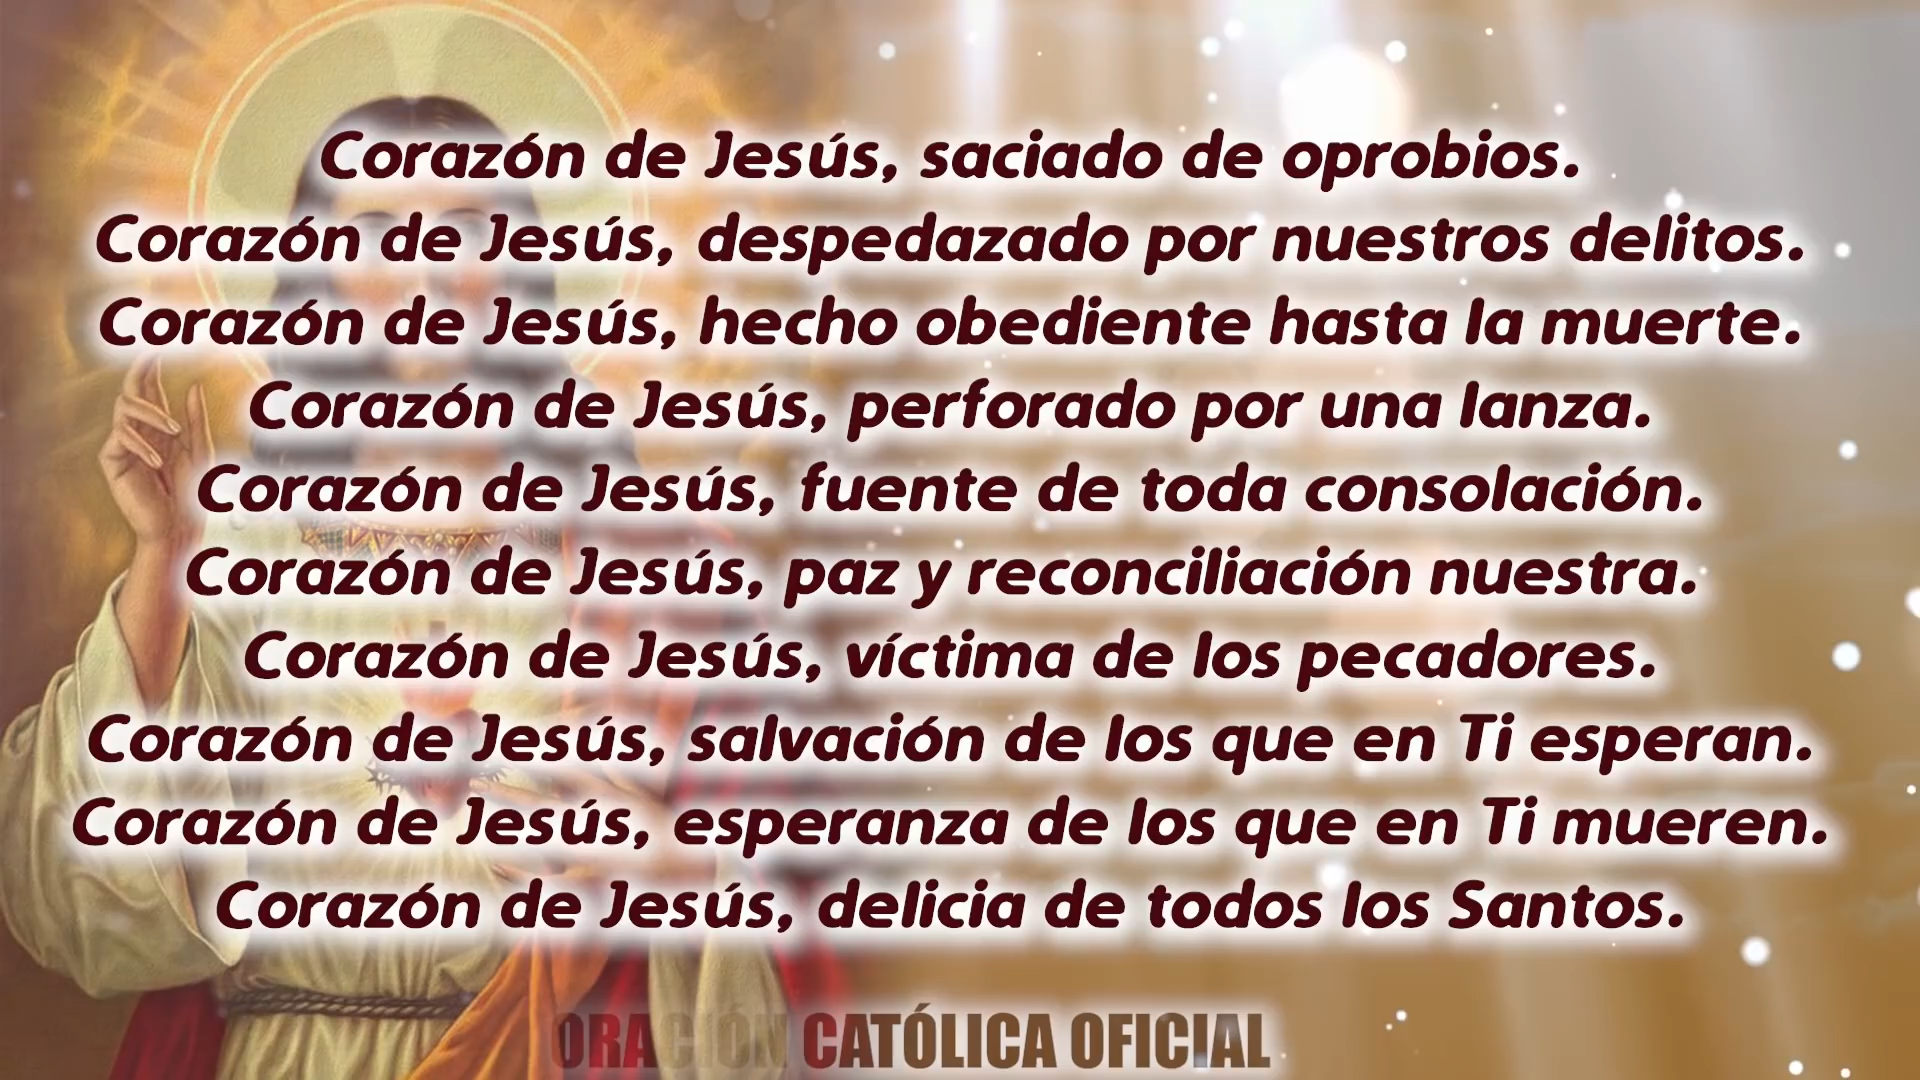 Corazón de Jesús, saciado de oprobios.
Corazón de Jesús, despedazado por nuestros delitos.
Corazón de Jesús, hecho obediente hasta la muerte.
Corazón de Jesús, perforado por una lanza.
Corazón de Jesús, fuente de toda consolación.
Corazón de Jesús, paz y reconciliación nuestra.
Corazón de Jesús, víctima de los pecadores.
Corazón de Jesús, salvación de los que en Ti esperan.
Corazón de Jesús, esperanza de los que en Ti mueren.
Corazón de Jesús, delicia de todos los Santos.
ORACIÓN CATÓLICA OFICIAL